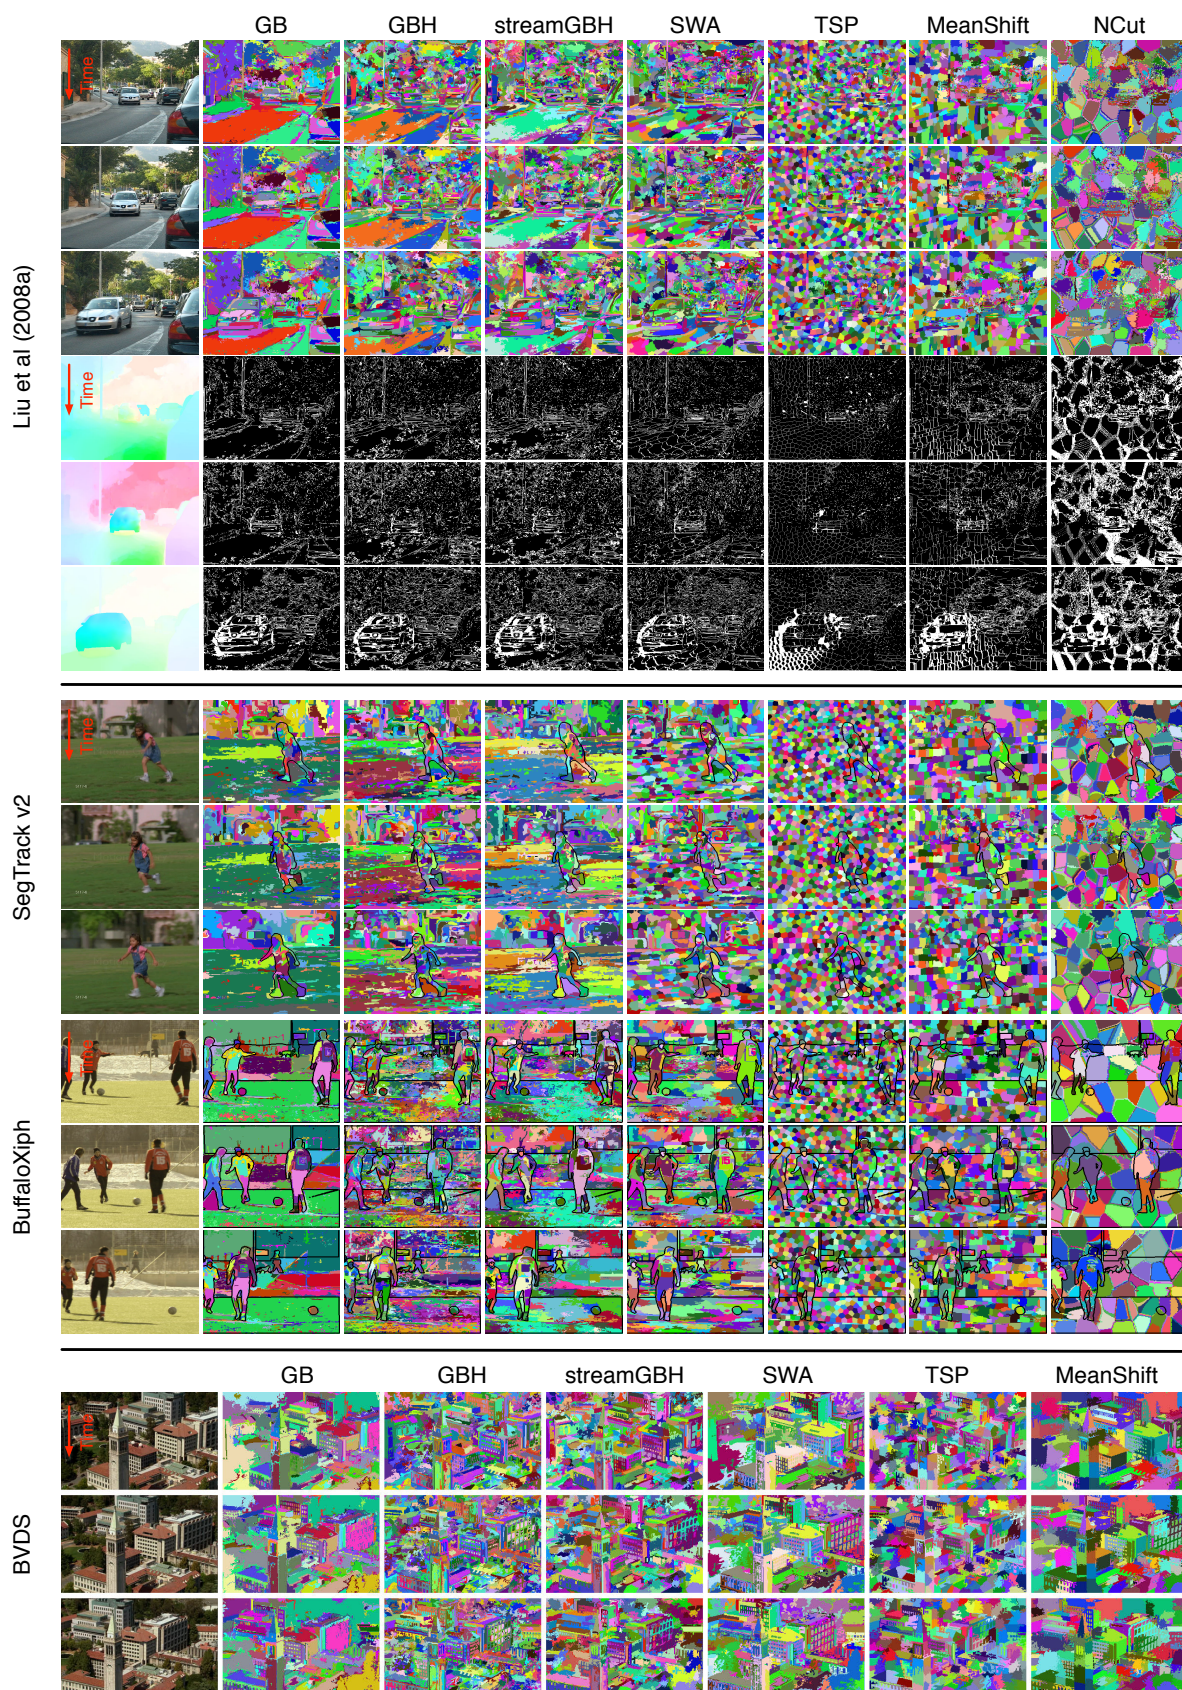 GB GBH streamGBH SWA TSP MeanShift NCut
Time
Liu et al (2008a)
Time
Time
SegTrack v2
Time
BuffaloXiph
GB GBH streamGBH SWA TSP MeanShift
Time
BVDS